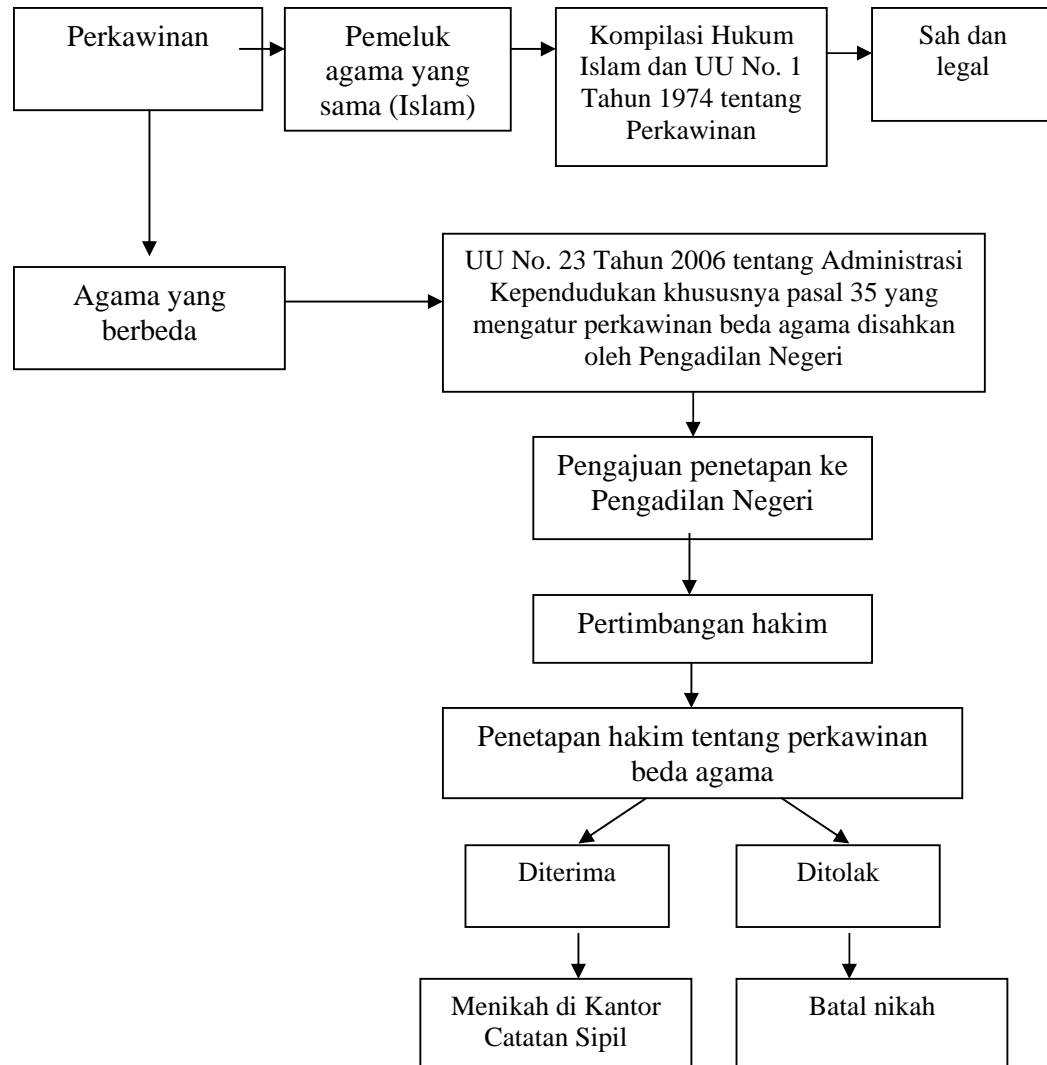 Perkawinan
Pemeluk
agama yang
sama (Islam)
Kompilasi Hukum
Islam dan UU No. 1
Tahun 1974 tentang
Perkawinan
Sah dan
legal
Agama yang
berbeda
UU No. 23 Tahun 2006 tentang Administrasi
Kependudukan khususnya pasal 35 yang
mengatur perkawinan beda agama disahkan
oleh Pengadilan Negeri
Pengajuan penetapan ke
Pengadilan Negeri
Pertimbangan hakim
Penetapan hakim tentang perkawinan
beda agama
Diterima
Ditolak
Menikah di Kantor
Catatan Sipil
Batal nikah